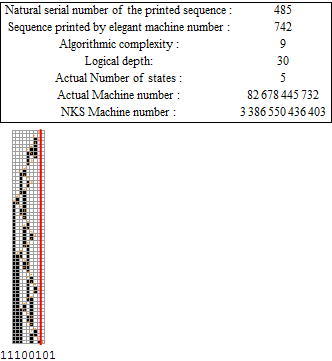 Natural serial number of the printed sequence : 485
Sequence printed by elegant machine number : 742
Algorithmic complexity : 9
Logical depth: 30
Actual Number of states : 5
Actual Machine number : 82 678 445 732
NKS Machine number : 3 386 550 436 403
11100101